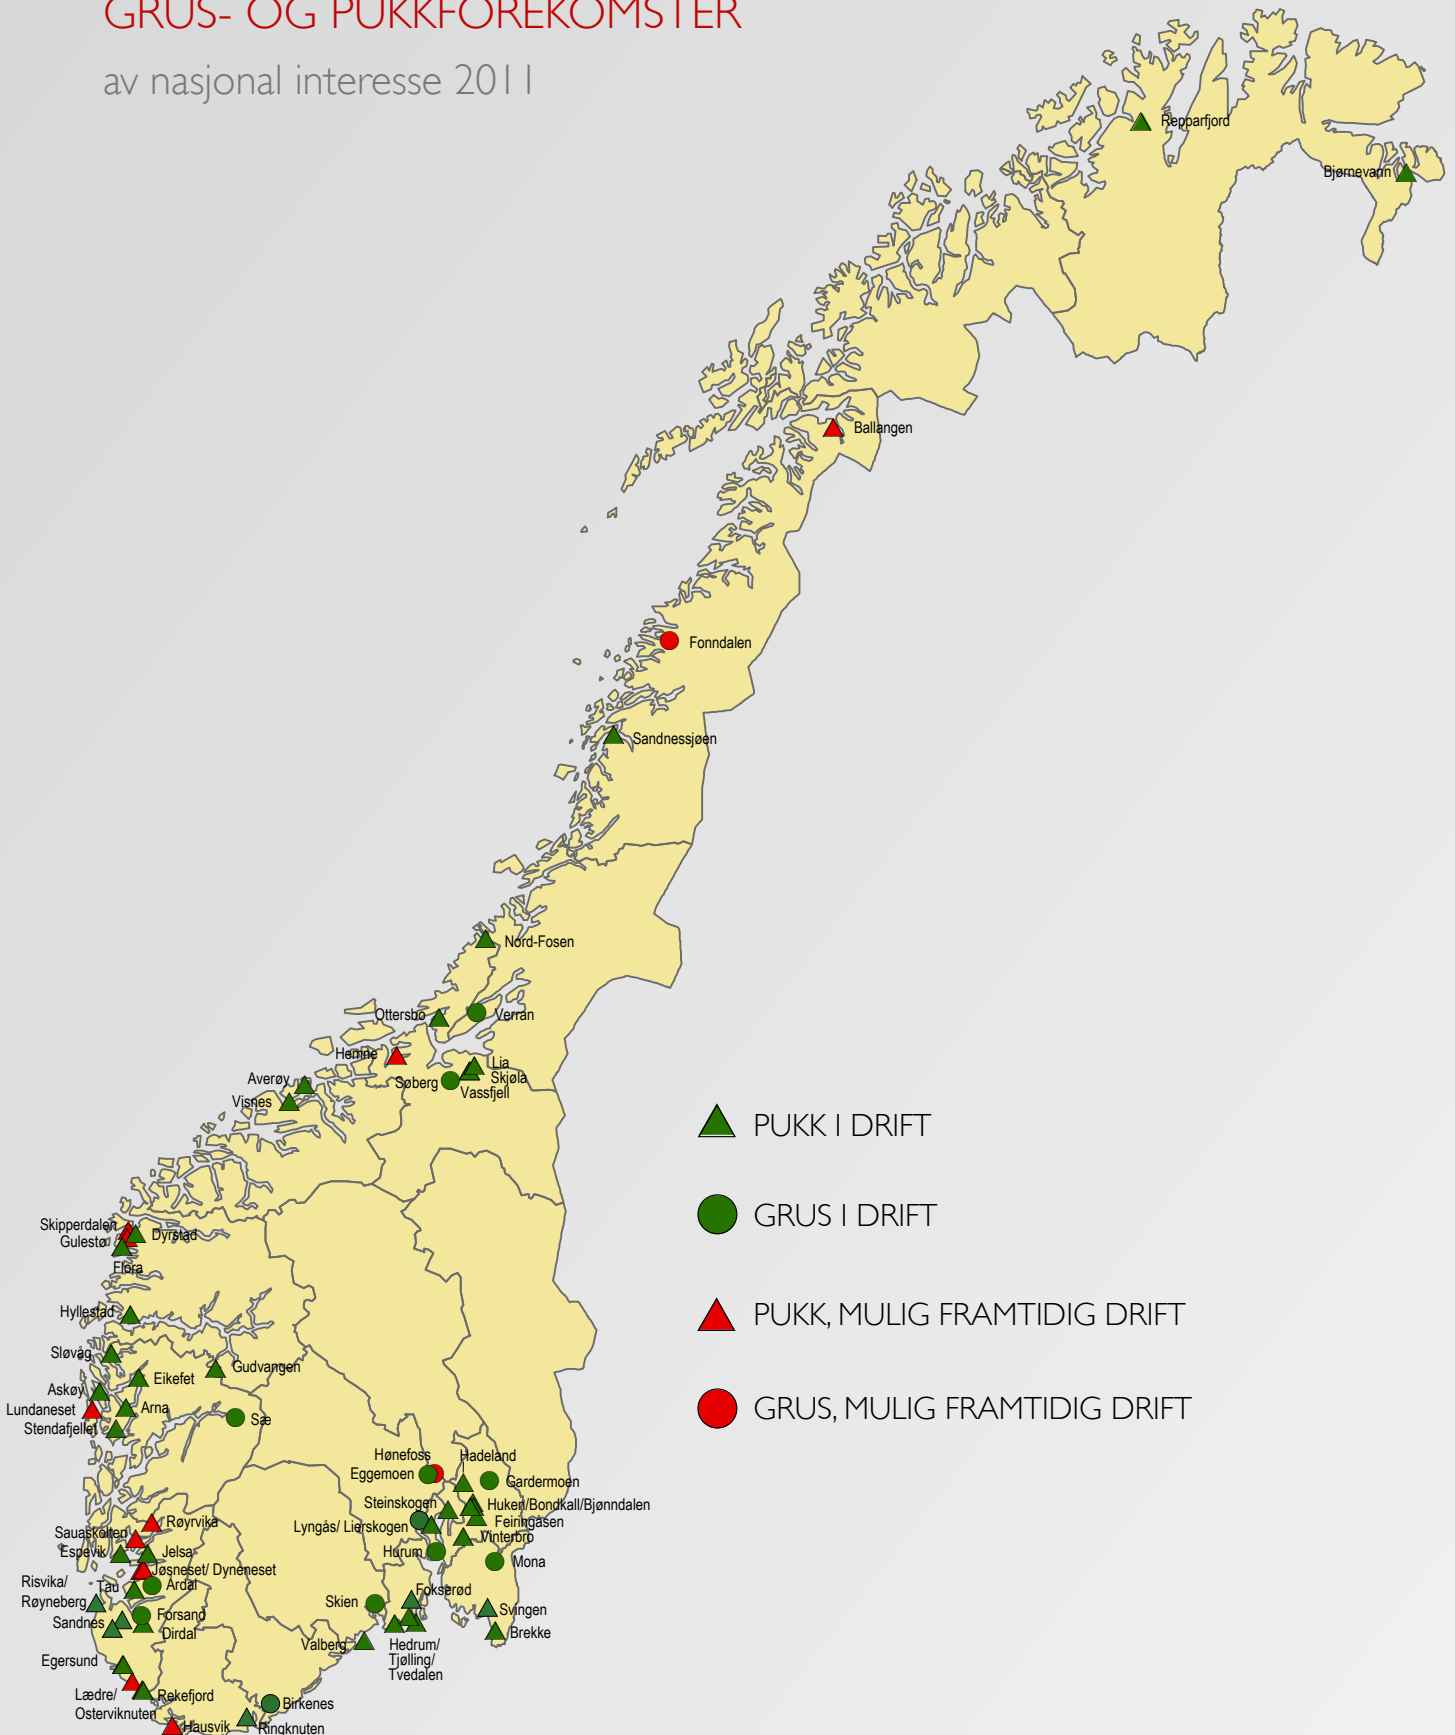 GRUS- OG PUKKFOREKOMSTER
av nasjonal interesse 2011
Repparfjord
Bjørnevann
Ballangen
Fonndalen
Sandnessjøen
Nord-Fosen
Ottersbo
Verran
Hemne
Lia
Skjøla
Søberg
Vassfjell
Averøy
Visnes
PUKK I DRIFT
GRUS I DRIFT
PUKK, MULIG FRAMTIDIG DRIFT
GRUS, MULIG FRAMTIDIG DRIFT
Skipperdalen
Gulestø
Dyrstad
Flora
Hyllestad
Sløvåg
Gudvangen
Eikefet
Askøy
Arna
Lundaneset
Sæ
Stendafjellet
Hønefoss
Hadeland
Eggemoen
Gardermoen
Steinskogen
Huken/Bondkall/Bjønndalen
Feiringåsen
Lyngås/ Lierskogen
Vinterbro
Røyrvika
Sauaskolten
Espevik
Jelsa
Hurum
Mona
Jøsneset/ Dyneneset
Risvika/
Røyneberg
Tau
Årdal
Fokserød
Skien
Svingen
Forsand
Sandnes
Dirdal
Brekke
Valberg
Hedrum/
Tjølling/
Tvedalen
Egersund
Lædre/
Osterviknuten
Rekefjord
Birkenes
Hausvik
Ringknuten